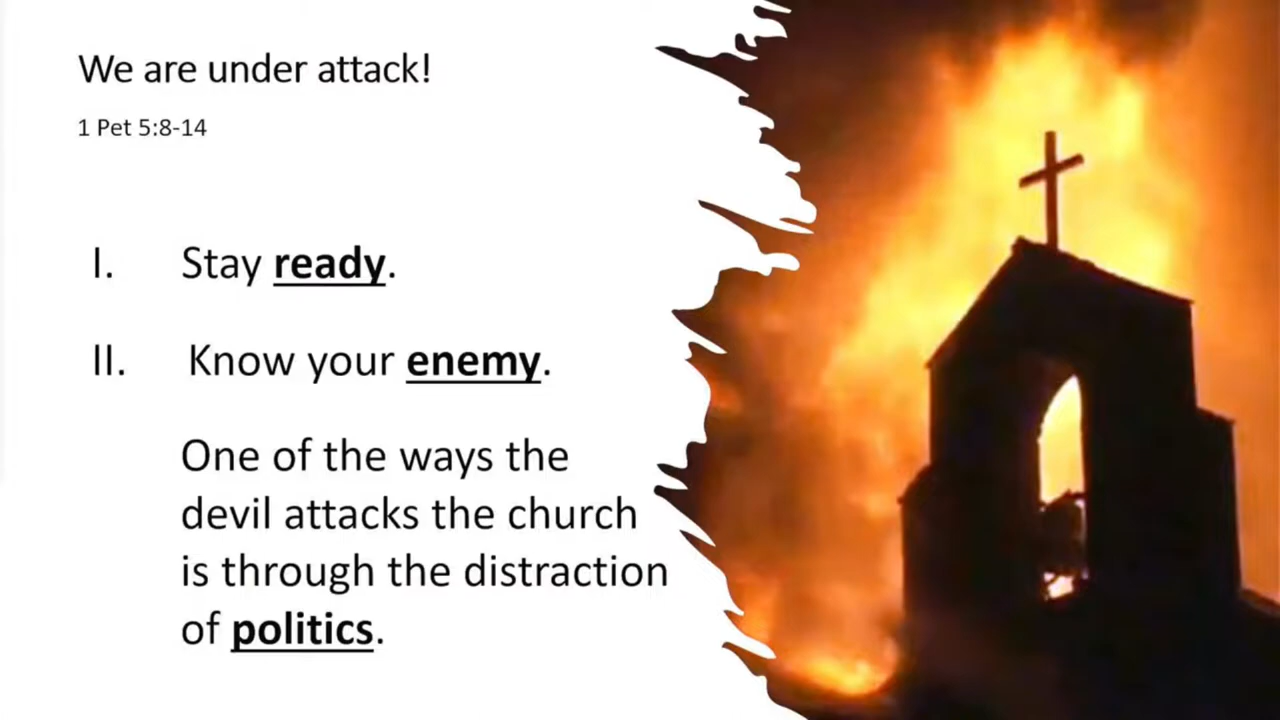 We are under attack!
1 Pet 5:8-14
I. Stay ready.
II. Know your enemy.
One of the ways the
devil attacks the church
is through the distraction
of politics.